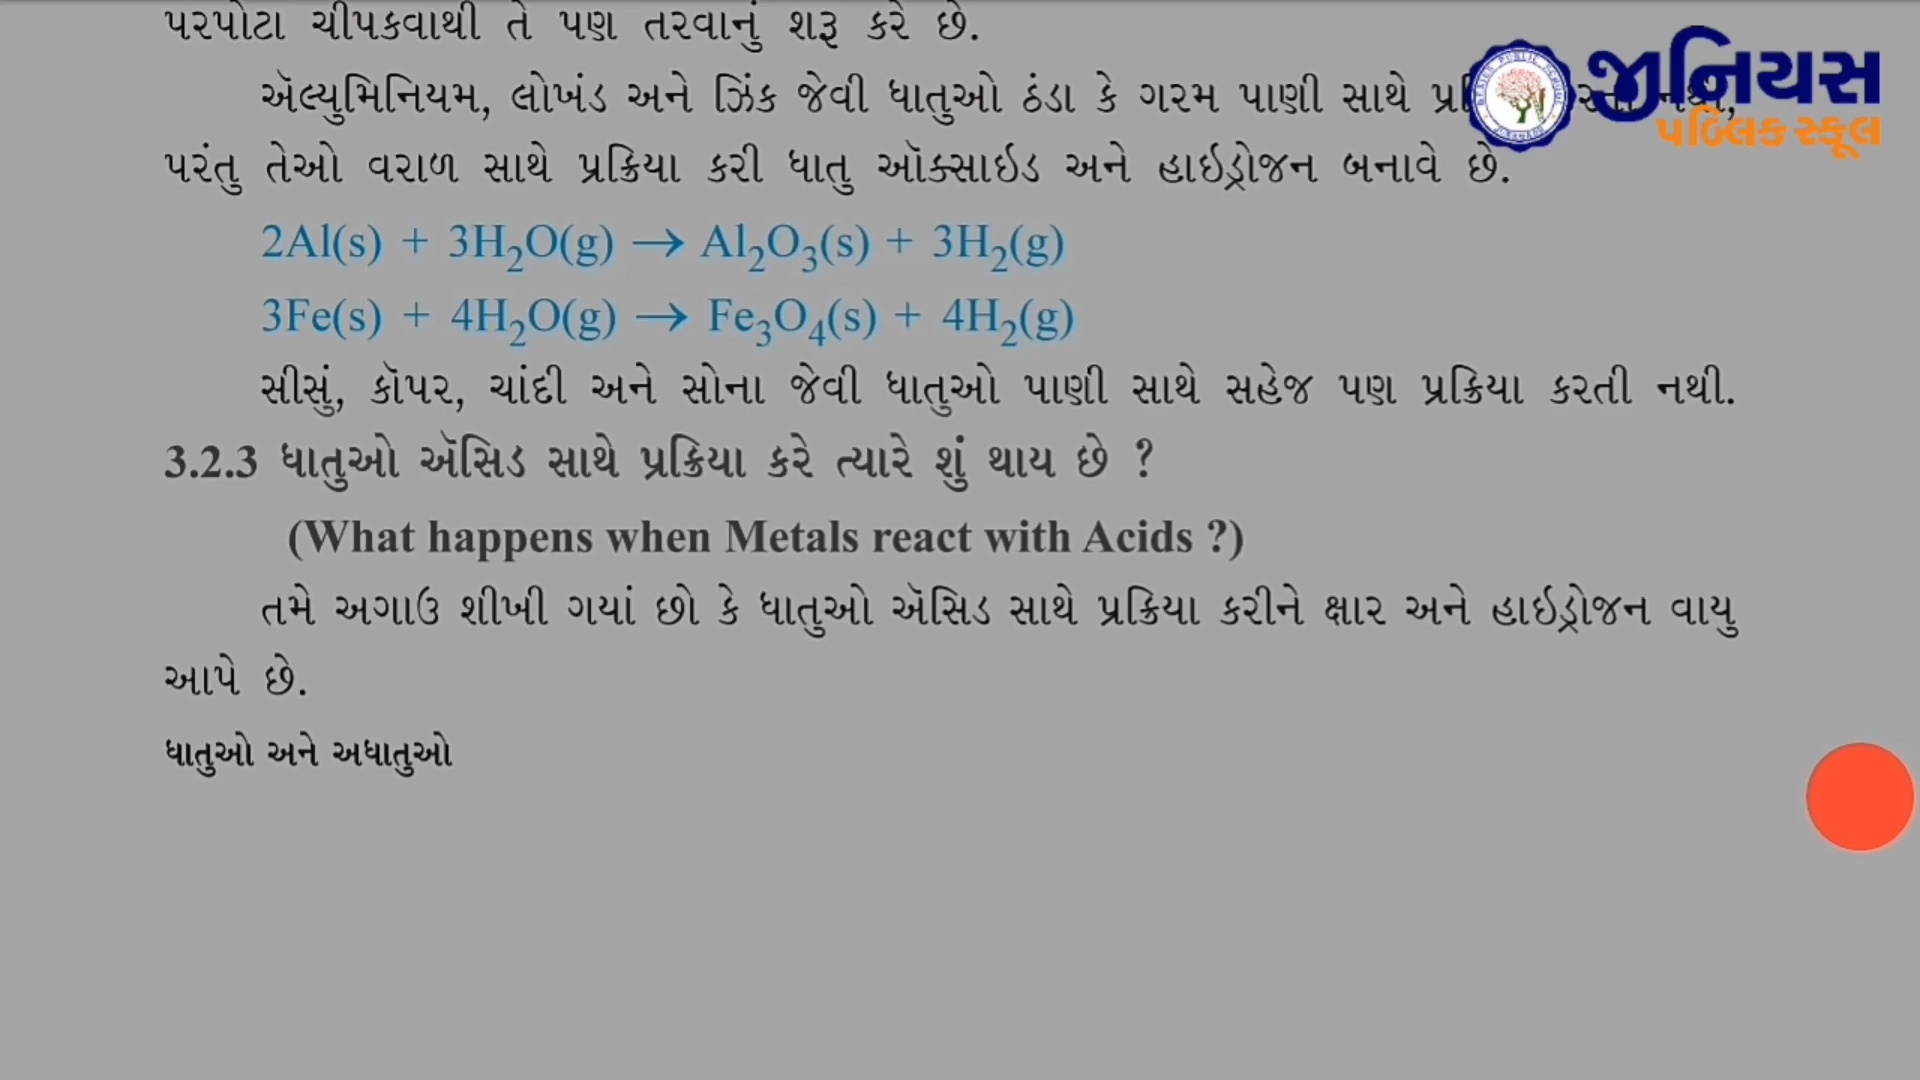 પરપોટા ચીપકવાથી તે પણ તરવાનું શરૂ કરે છે.
ઍલ્યુમિનિયમ, લોખંડ અને ઝિંક જેવી ધાતુઓ ઠંડા કે ગરમ પાણી સાથે
જીનિયસ
પબ્લિક સ્કૂલ
પરંતુ તેઓ વરાળ સાથે પ્રક્રિયા કરી ધાતુ ઑક્સાઇડ અને હાઇડ્રોજન બનાવે છે.
2Al(s) + 3H₂O(g) → Al₂O₃(s) + 3H₂(g)
3Fe(s) + 4H₂O(g) → Fe₃O₄(s) + 4H₂(g)
સીસું, કૉપર, ચાંદી અને સોના જેવી ધાતુઓ પાણી સાથે સહેજ પણ પ્રક્રિયા કરતી નથી.
3.2.3 ધાતુઓ ઍસિડ સાથે પ્રક્રિયા કરે ત્યારે શું થાય છે ?
(What happens when Metals react with Acids ?)
તમે અગાઉ શીખી ગયાં છો કે ધાતુઓ ઍસિડ સાથે પ્રક્રિયા કરીને ક્ષાર અને હાઇડ્રોજન વાયુ
આપે છે.
ધાતુઓ અને અધાતુઓ